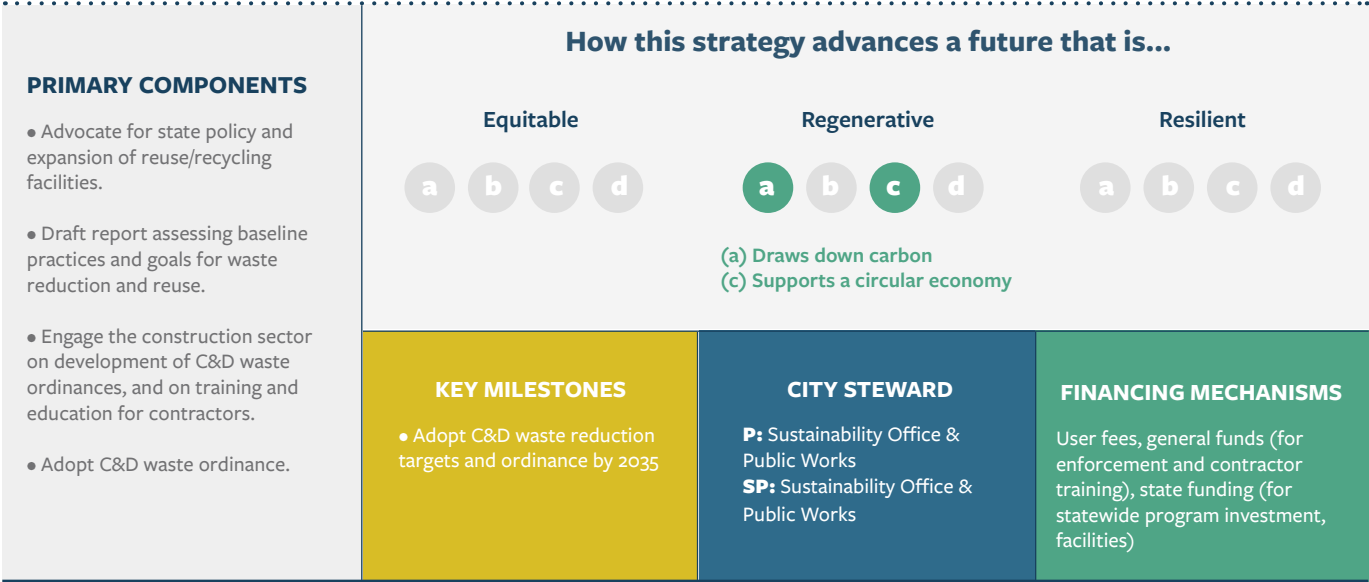 PRIMARY COMPONENTS
• Advocate for state policy and
expansion of reuse/recycling
facilities.
• Draft report assessing baseline
practices and goals for waste
reduction and reuse.
• Engage the construction sector
on development of C&D waste
ordinances, and on training and
education for contractors.
• Adopt C&D waste ordinance.
How this strategy advances a future that is...
Equitable
a b c d
Regenerative
a b c d
(a) Draws down carbon
(c) Supports a circular economy
Resilient
a b c d
KEY MILESTONES
• Adopt C&D waste reduction
targets and ordinance by 2035
CITY STEWARD
P: Sustainability Office &
Public Works
SP: Sustainability Office &
Public Works
FINANCING MECHANISMS
User fees, general funds (for
enforcement and contractor
training), state funding (for
statewide program investment,
facilities)